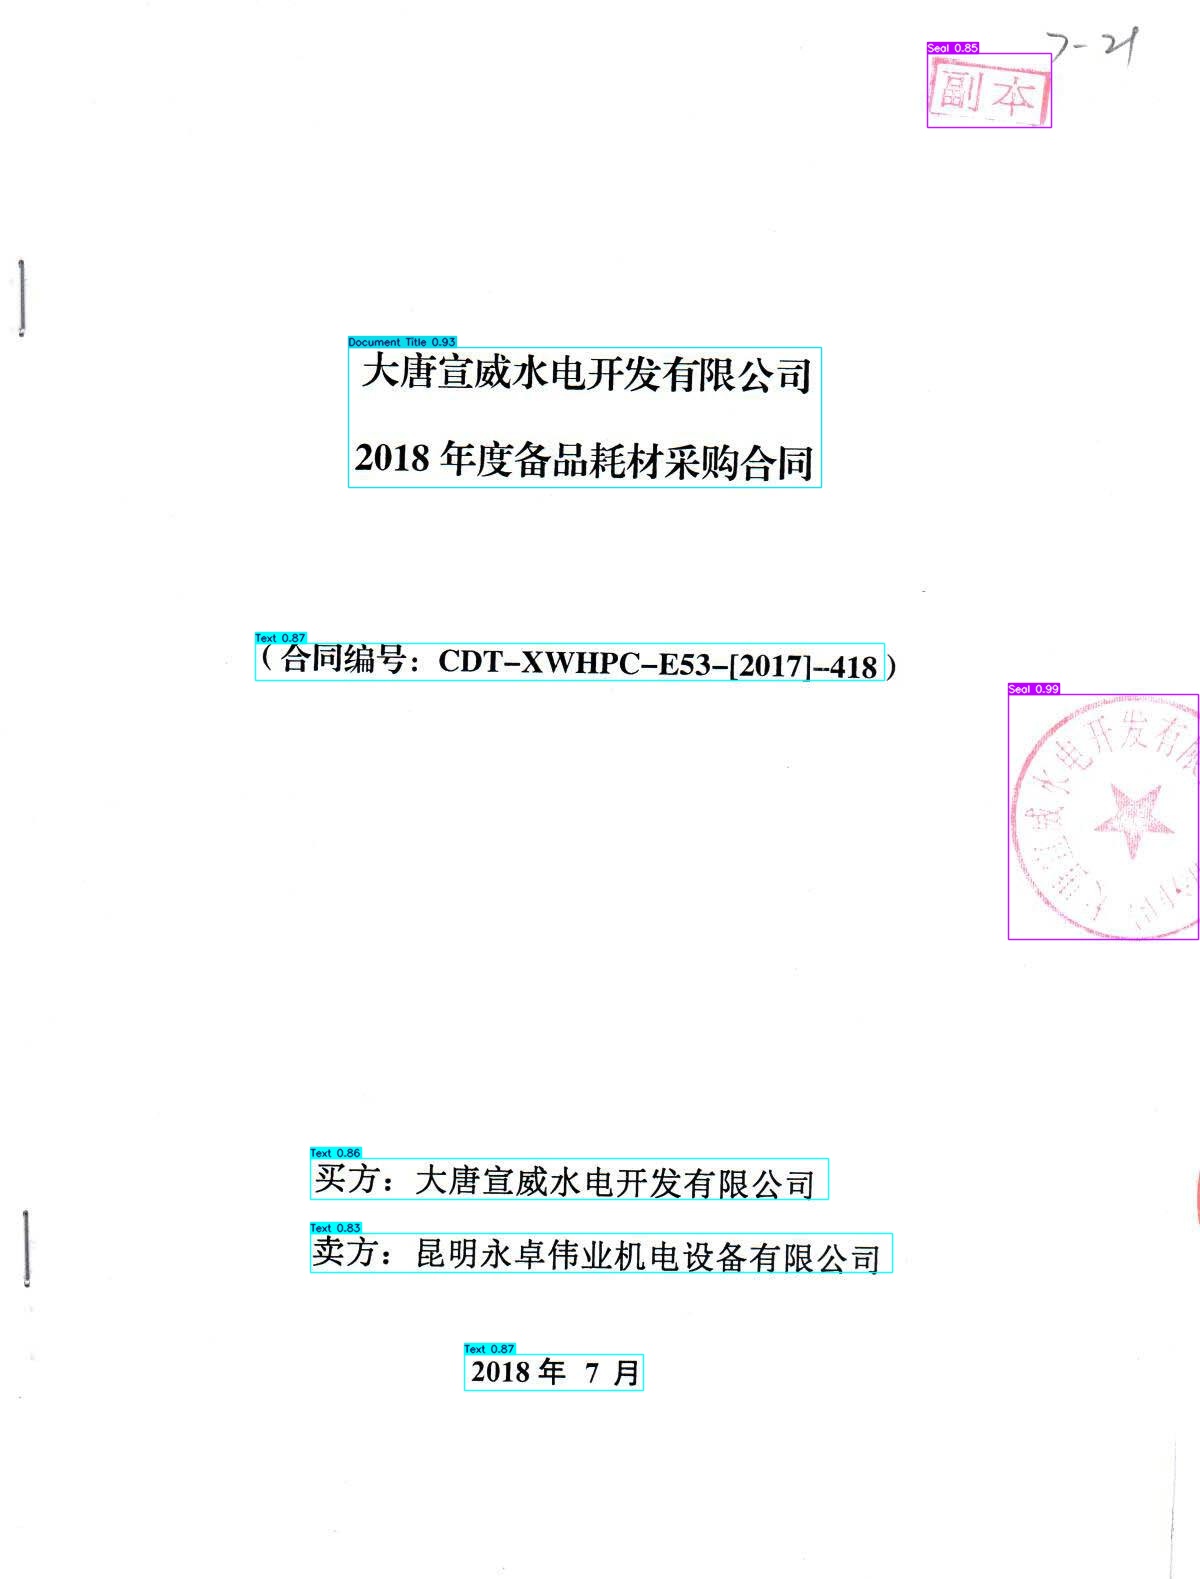 7-21
Seal 0.85
副本
Document Title 0.93
大唐宣威水电开发有限公司
2018 年度备品耗材采购合同
Text 0.87
（合同编号：CDT-XWHPC-E53-[2017]--418）
Seal 0.99
大唐宣威水电开发有限
Text 0.86
买方：大唐宣威水电开发有限公司
Text 0.83
卖方：昆明永卓伟业机电设备有限公司
Text 0.87
2018 年 7 月